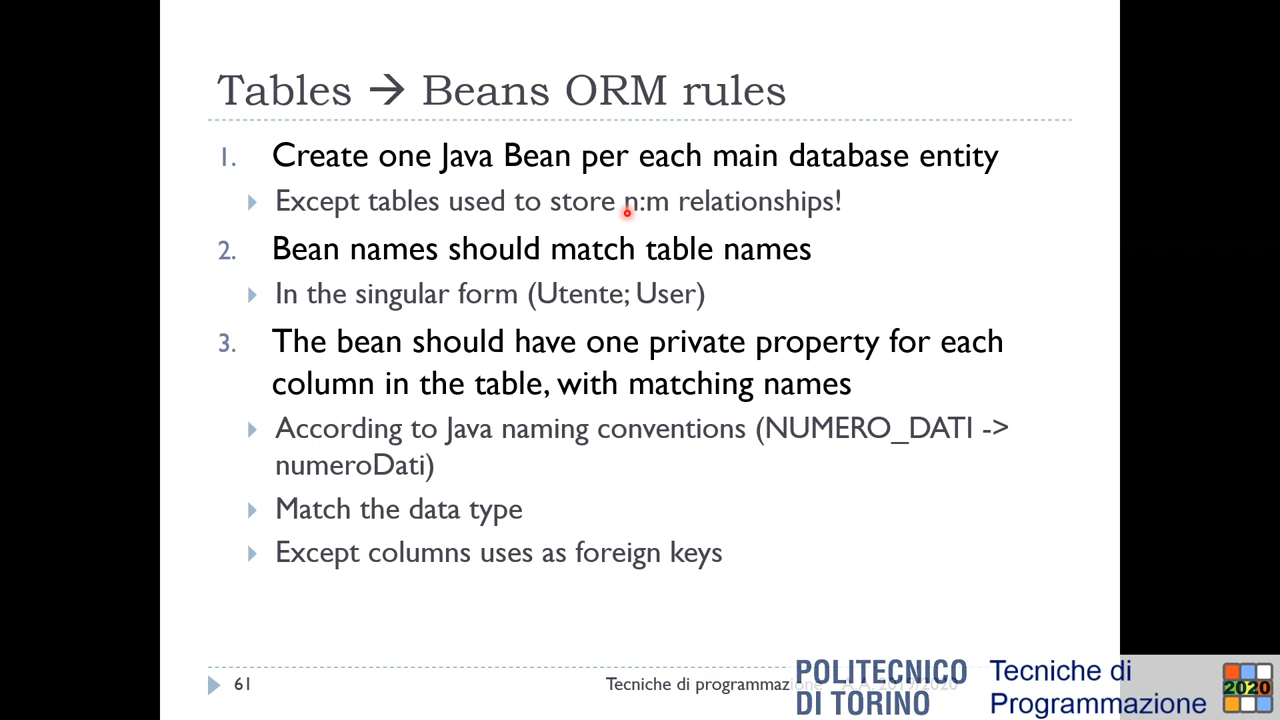 Tables → Beans ORM rules
1. Create one Java Bean per each main database entity
Except tables used to store n:m relationships!
2. Bean names should match table names
In the singular form (Utente; User)
3. The bean should have one private property for each
column in the table, with matching names
According to Java naming conventions (NUMERO_DATI ->
numeroDati)
Match the data type
Except columns uses as foreign keys
61
Tecniche di programmazione A.A. 2019/2020
POLITECNICO
DI TORINO
Tecniche di
Programmazione
2020